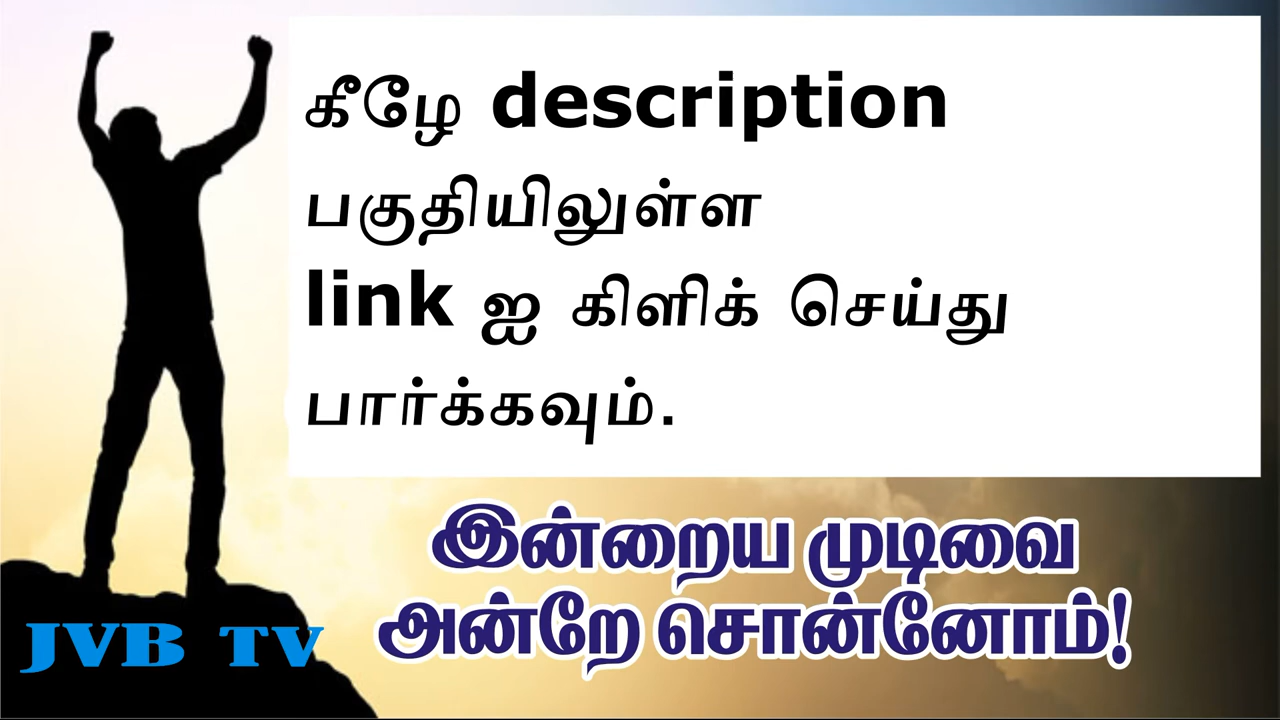 கீழே description
பகுதியிலுள்ள
link ஐ கிளிக் செய்து
பார்க்கவும்.
இன்றைய முடிவை
அன்றே சொன்னோம்!
JVB TV